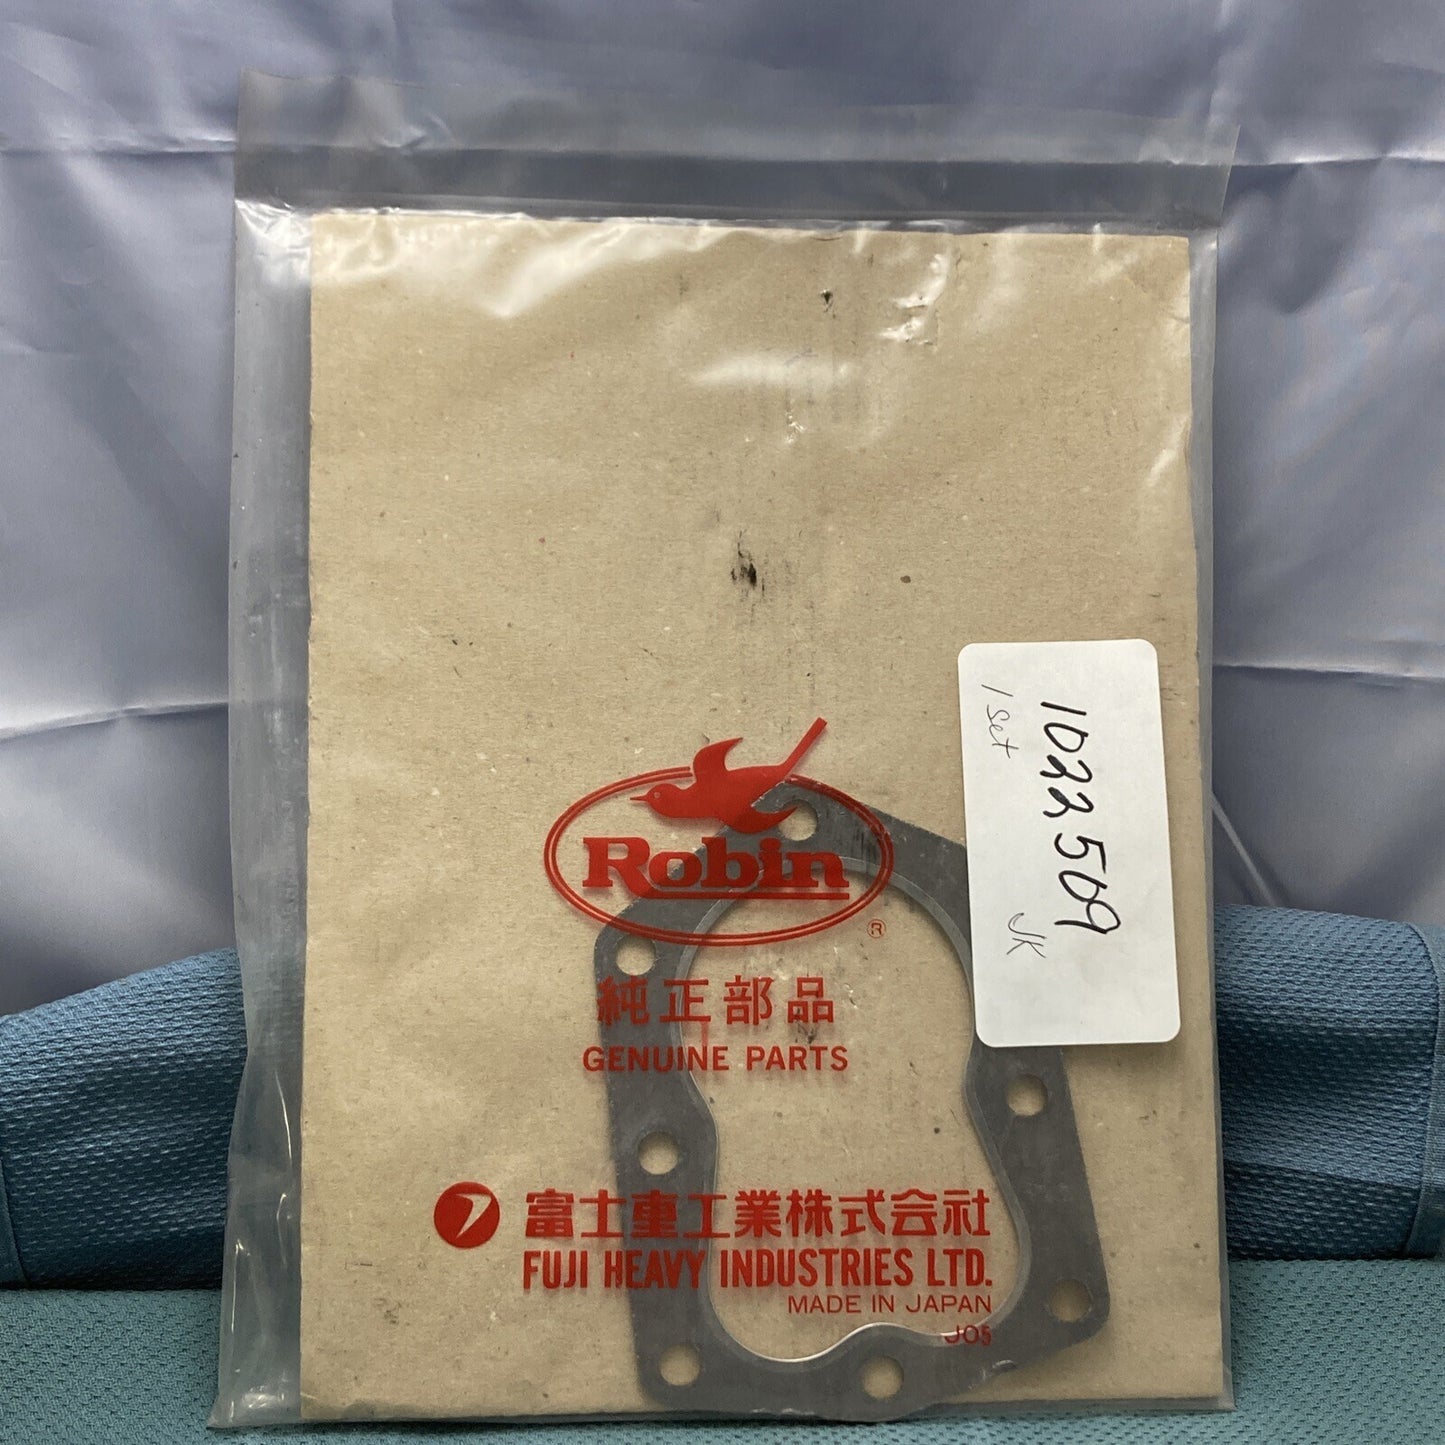 Robin
®
純正部品
GENUINE PARTS
富士重工業株式会社
FUJI HEAVY INDUSTRIES LTD.
MADE IN JAPAN
J05
1022509
1 Set
JK